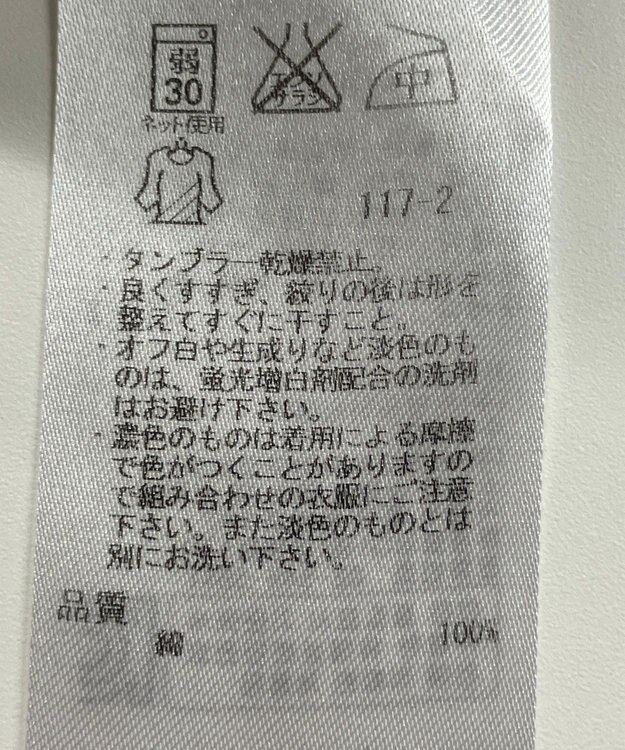 弱
30
ネット使用
エンソ
サラシ
中
117-2
・タンブラー乾燥禁止。
・良くすすぎ、絞りの後は形を
整えてすぐに干すこと。
・オフ白や生成りなど淡色のも
のは、蛍光増白剤配合の洗剤
はお避け下さい。
・濃色のものは着用による摩擦
で色がつくことがありますの
で組み合わせの衣服にご注意
下さい。また淡色のものとは
別にお洗い下さい。
品質
綿 100%